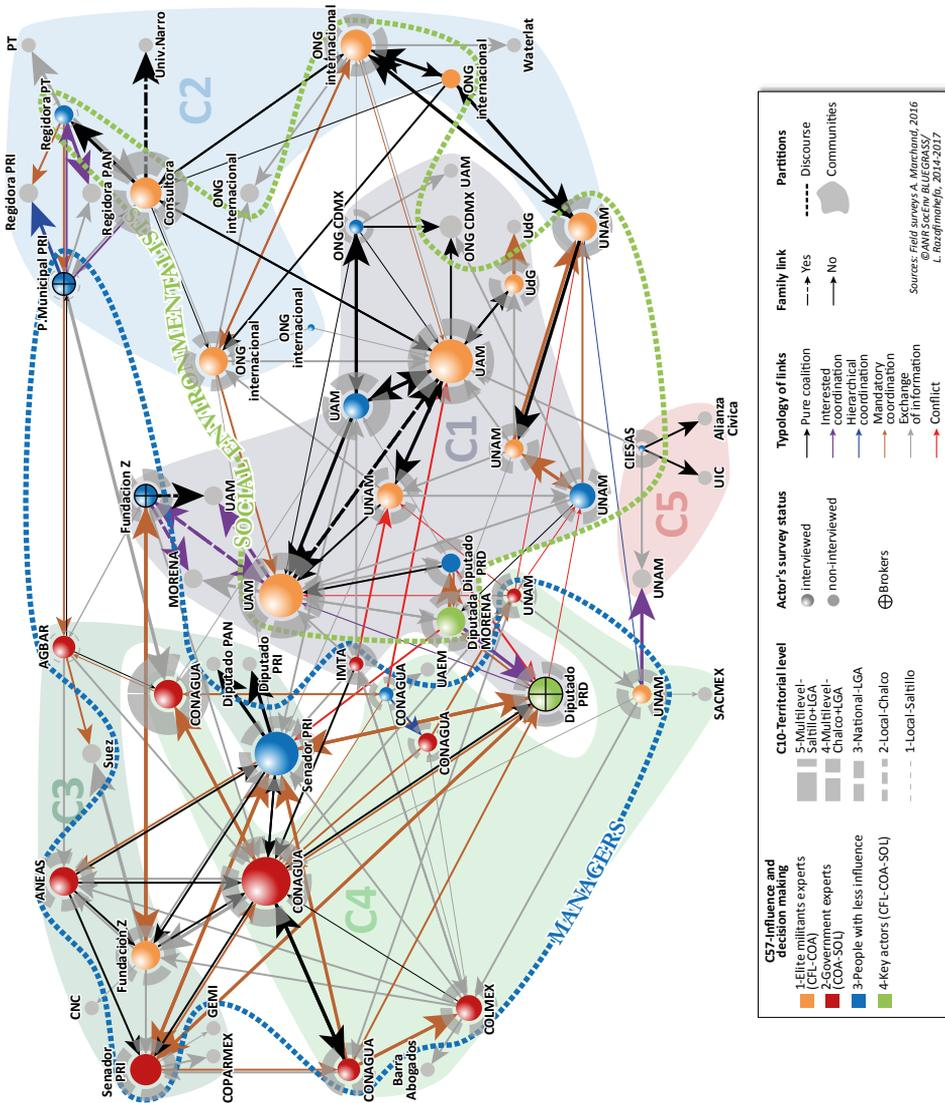 PT
Univ.Narro
Waterlat
ONG
internacional
Regidora PT
ONG
internacional
C2
Regidora PRI
Regidora PAN
Consultora
ONG
internacional
ONG CDMX
UAM
ONG CDMX
UdG
UNAM
P.Municipal PRI
ONG
internacional
ONG
internacional
UdG
UAM
UAM
C1
"SOCIAL ENVIRONMENTALIST"
Fundacion Z
UAM
UNAM
UNAM
UNAM
CIESAS
Alianza
Civica
UIC
C5
MORENA
UAM
Diputado
PRD
Diputada
MORENA
UNAM
UNAM
AGBAR
CONAGUA
Diputado PAN
Diputado
PRI
IMTA
CONAGUA
UAEM
Diputado
PRD
UNAM
SACMEX
Suez
Senador PRI
CONAGUA
C3
ANEAS
CONAGUA
C4
"MANAGERS"
Fundación Z
CNC
Senador
PRI
GEMI
COPARMEX
CONAGUA
Barra
Abogados
COLMEX
C57-Influence and
decision making
1-Elite militants experts
(CFL-COA)
2-Government experts
(COA-SOL)
3-People with less influence
4-Key actors (CFL-COA-SOL)
C10-Territorial level
5-Multilevel-
Saltillo+LGA
4-Multilevel-
Chalco+LGA
3-National-LGA
2-Local-Chalco
1-Local-Saltillo
Actor's survey status
interviewed
non-interviewed
Brokers
Typology of links
Pure coalition
Interested
coordination
Hierarchical
coordination
Mandatory
coordination
Exchange
of information
Conflict
Family link
Yes
No
Partitions
Discourse
Communities
Sources: Field surveys A. Marchand, 2016
©ANR SocEnv BLUEGRASS/
L. Razafimahefa, 2014-2017